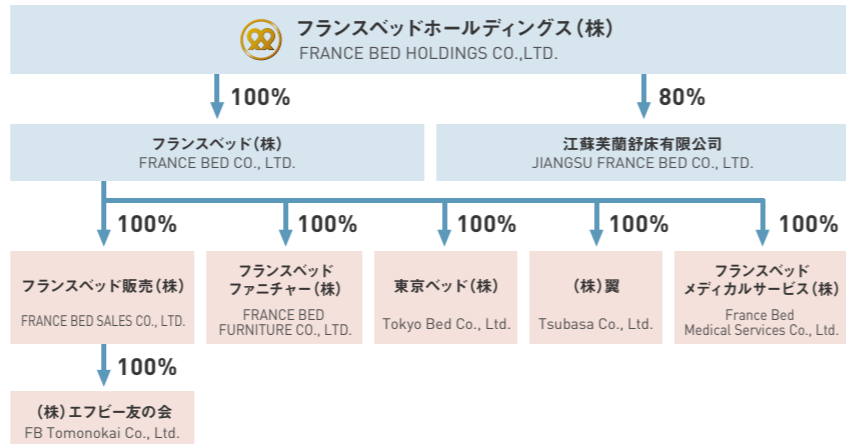 フランスベッドホールディングス(株)
FRANCE BED HOLDINGS CO.,LTD.
100%
80%
フランスベッド(株)
FRANCE BED CO., LTD.
江蘇芙蘭舒床有限公司
JIANGSU FRANCE BED CO., LTD.
100%
100%
100%
100%
100%
フランスベッド販売(株)
FRANCE BED SALES CO., LTD.
フランスベッド
ファニチャー(株)
FRANCE BED
FURNITURE CO., LTD.
東京ベッド(株)
Tokyo Bed Co., Ltd.
(株)翼
Tsubasa Co., Ltd.
フランスベッド
メディカルサービス(株)
France Bed
Medical Services Co., Ltd.
100%
(株)エフビー友の会
FB Tomonokai Co., Ltd.